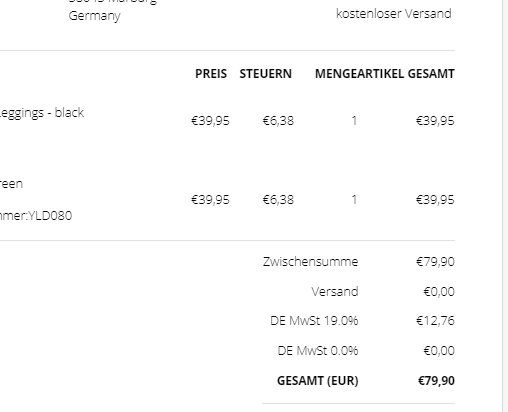 Germany
kostenloser Versand
PREIS STEUERN MENGEARTIKEL GESAMT
eggings - black
€39,95 €6,38 1 €39,95
reen
€39,95 €6,38 1 €39,95
mer:YLD080
Zwischensumme €79,90
Versand €0,00
DE MwSt 19.0% €12,76
DE MwSt 0.0% €0,00
GESAMT (EUR) €79,90